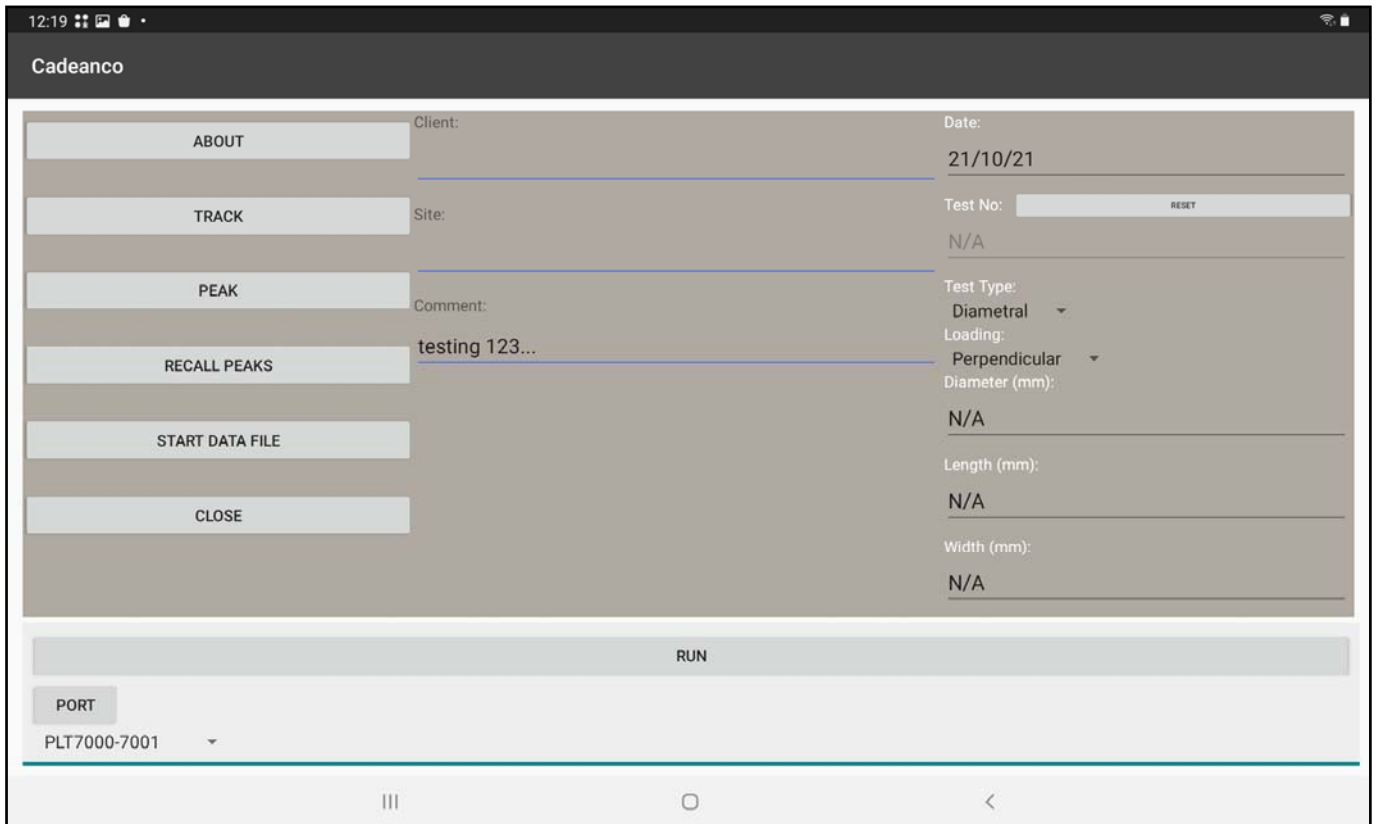 12:19
Cadeanco
ABOUT
TRACK
PEAK
RECALL PEAKS
START DATA FILE
CLOSE
Client:
Site:
Comment:
testing 123...
Date:
21/10/21
Test No:
RESET
N/A
Test Type:
Diametral
Loading:
Perpendicular
Diameter (mm):
N/A
Length (mm):
N/A
Width (mm):
N/A
RUN
PORT
PLT7000-7001